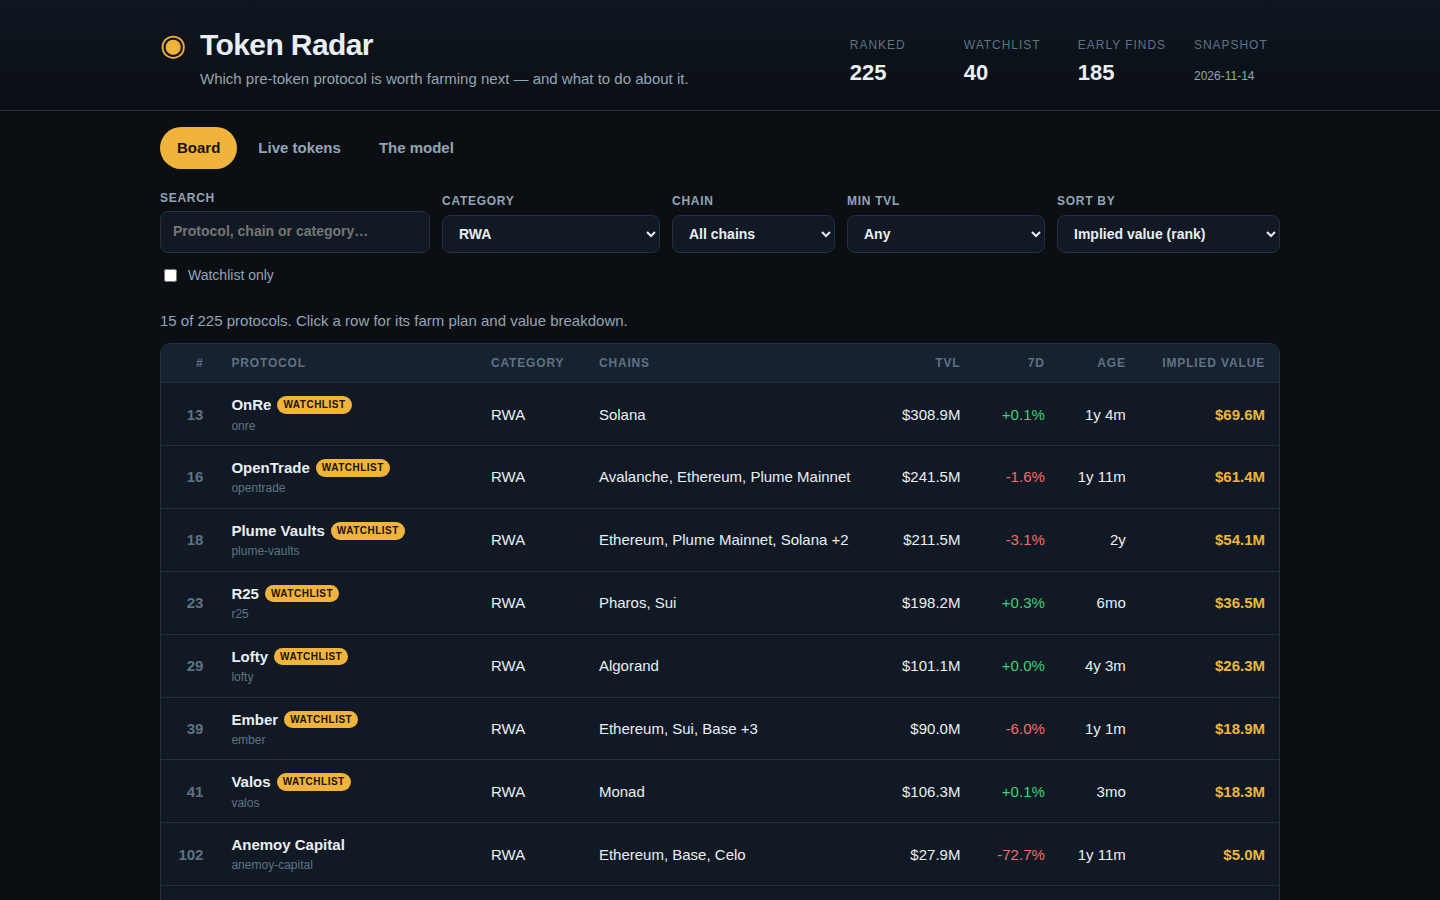 Token Radar
Which pre-token protocol is worth farming next — and what to do about it.
RANKED WATCHLIST EARLY FINDS SNAPSHOT
225 40 185 2026-11-14
Board Live tokens The model
SEARCH CATEGORY CHAIN MIN TVL SORT BY
Protocol, chain or category… RWA All chains Any Implied value (rank)
Watchlist only
15 of 225 protocols. Click a row for its farm plan and value breakdown.
# PROTOCOL CATEGORY CHAINS TVL 7D AGE IMPLIED VALUE
13 OnRe WATCHLIST RWA Solana $308.9M +0.1% 1y 4m $69.6M
onre
16 OpenTrade WATCHLIST RWA Avalanche, Ethereum, Plume Mainnet $241.5M -1.6% 1y 11m $61.4M
opentrade
18 Plume Vaults WATCHLIST RWA Ethereum, Plume Mainnet, Solana +2 $211.5M -3.1% 2y $54.1M
plume-vaults
23 R25 WATCHLIST RWA Pharos, Sui $198.2M +0.3% 6mo $36.5M
r25
29 Lofty WATCHLIST RWA Algorand $101.1M +0.0% 4y 3m $26.3M
lofty
39 Ember WATCHLIST RWA Ethereum, Sui, Base +3 $90.0M -6.0% 1y 1m $18.9M
ember
41 Valos WATCHLIST RWA Monad $106.3M +0.1% 3mo $18.3M
valos
102 Anemoy Capital RWA Ethereum, Base, Celo $27.9M -72.7% 1y 11m $5.0M
anemoy-capital